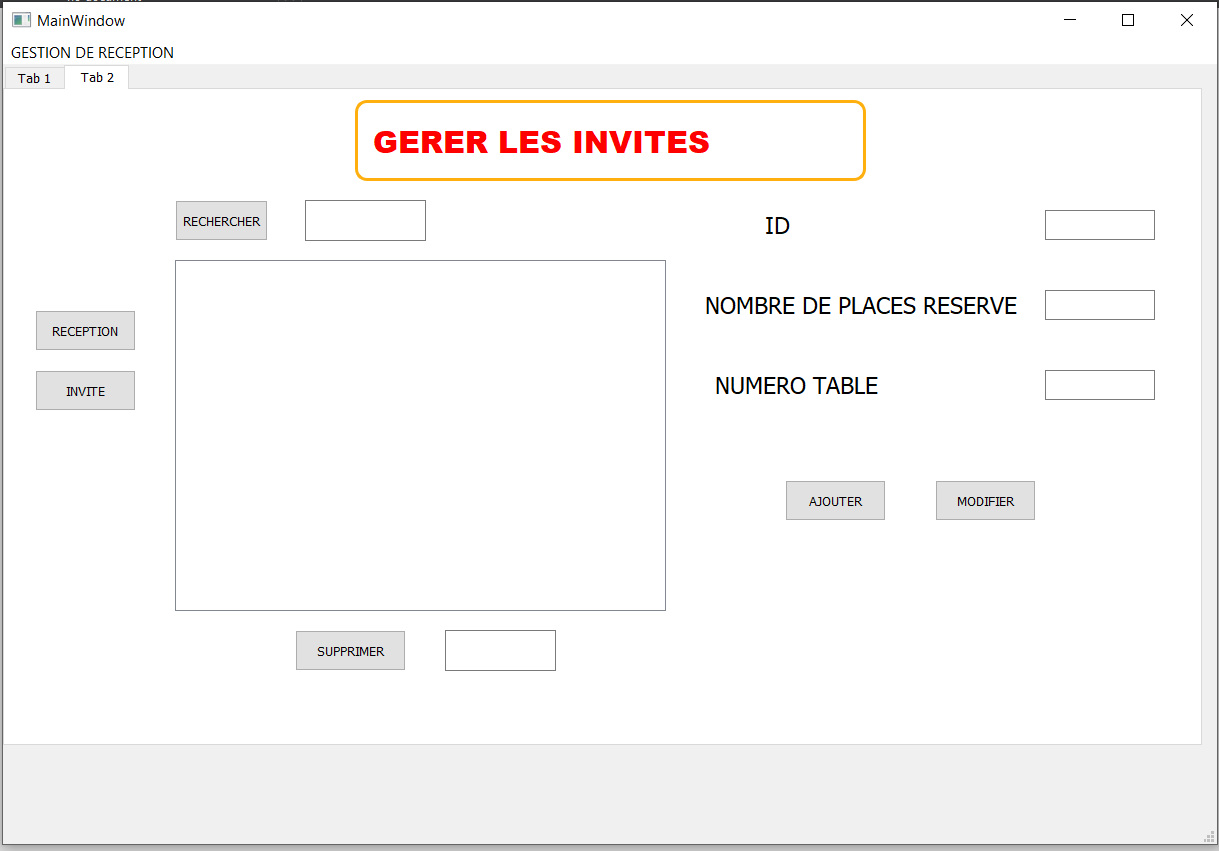 MainWindow
GESTION DE RECEPTION
Tab 1
Tab 2
GERER LES INVITES
RECHERCHER
ID
NOMBRE DE PLACES RESERVE
RECEPTION
INVITE
NUMERO TABLE
AJOUTER
MODIFIER
SUPPRIMER